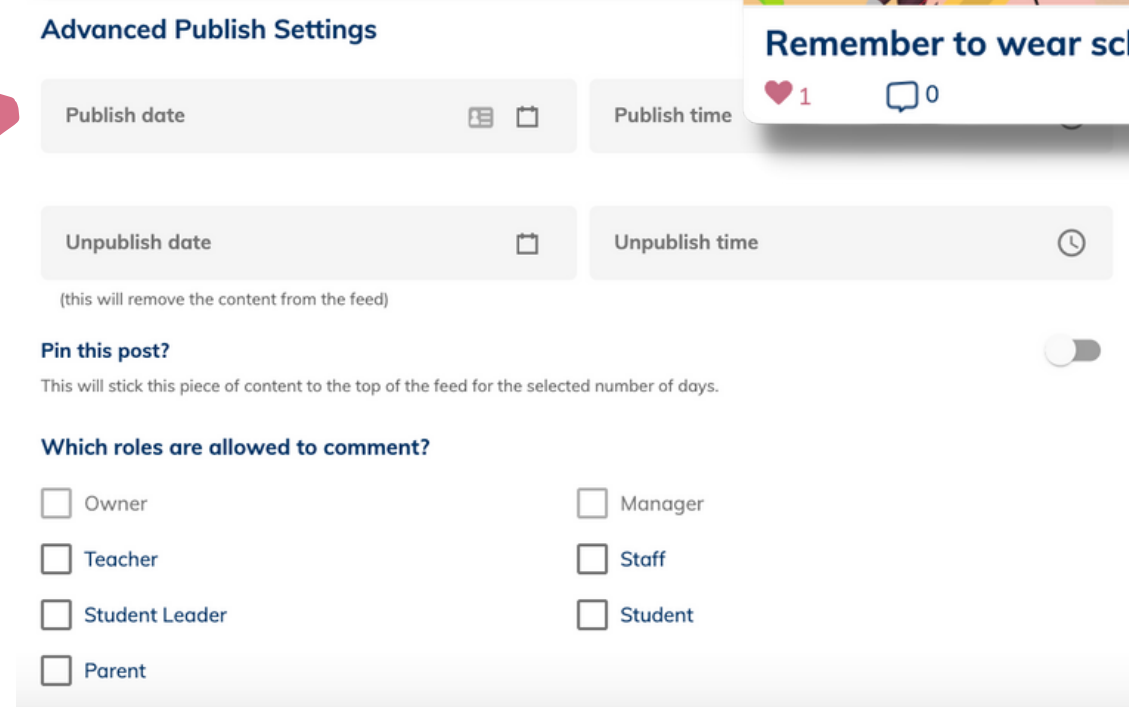 Advanced Publish Settings
Remember to wear
1 0
Publish date Publish time
Unpublish date Unpublish time
(this will remove the content from the feed)
Pin this post?
This will stick this piece of content to the top of the feed for the selected number of days.
Which roles are allowed to comment?
Owner Manager
Teacher Staff
Student Leader Student
Parent